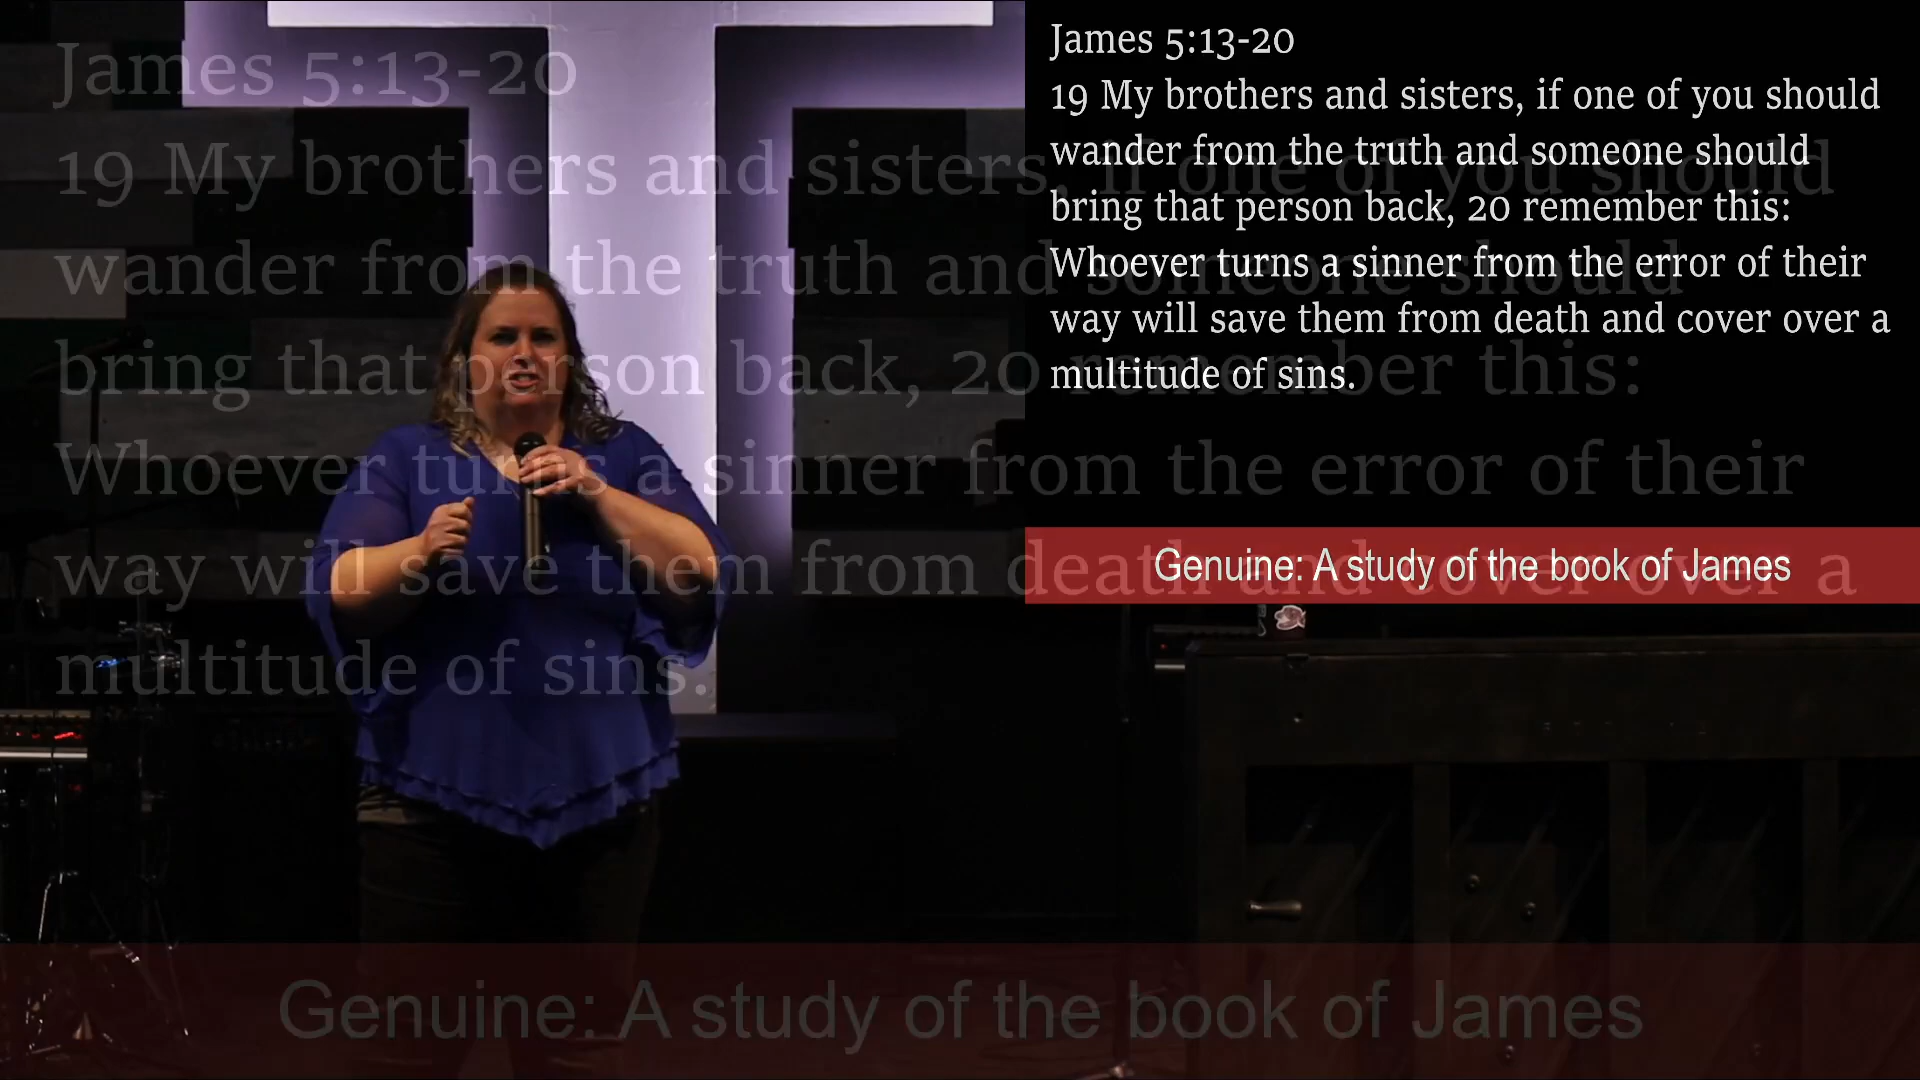 James 5:13-20
19 My brothers and sisters, if one of you should
wander from the truth and someone should
bring that person back, 20 remember this:
Whoever turns a sinner from the error of their
way will save them from death and cover over a
multitude of sins.
Genuine: A study of the book of James
James 5:13-20
19 My brothers and sisters, if one of you should
wander from the truth and someone should
bring that person back, 20 remember this:
Whoever turns a sinner from the error of their
way will save them from death and cover over a
multitude of sins.
Genuine: A study of the book of James